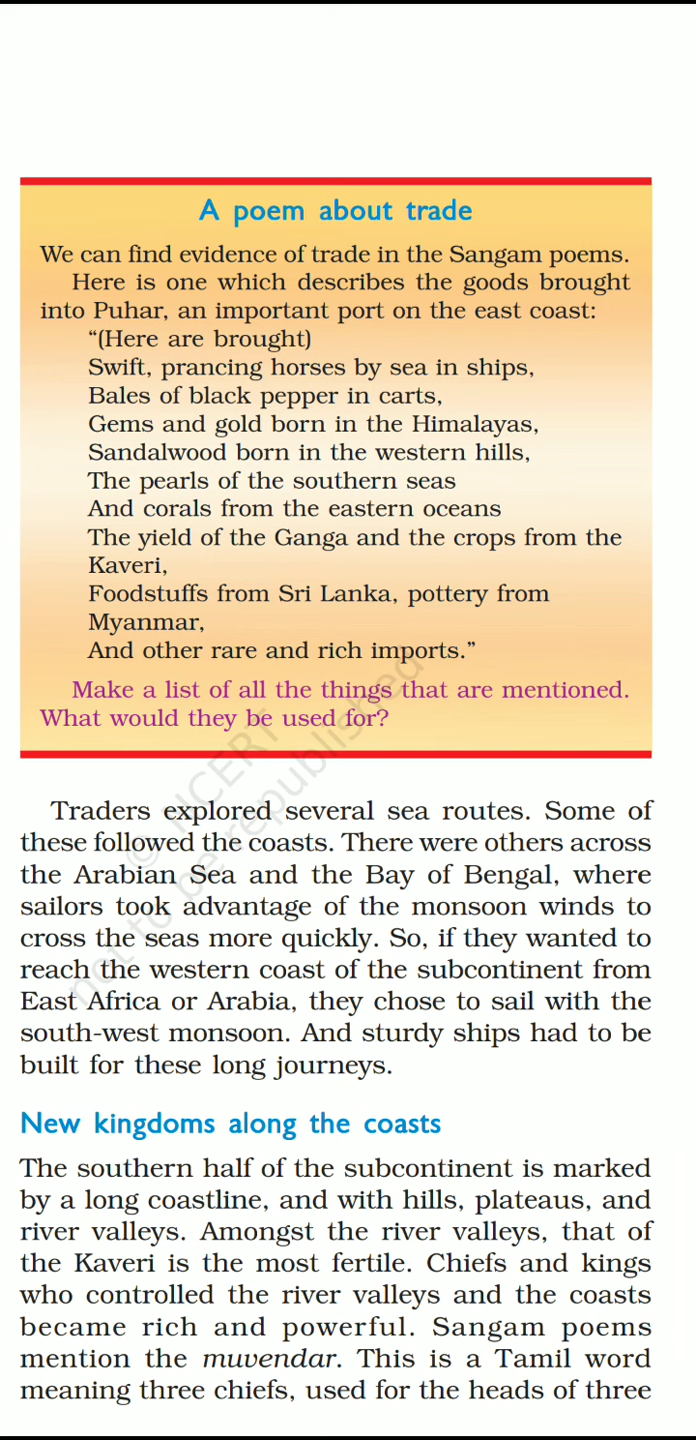 A poem about trade
We can find evidence of trade in the Sangam poems.
Here is one which describes the goods brought
into Puhar, an important port on the east coast:
“(Here are brought)
Swift, prancing horses by sea in ships,
Bales of black pepper in carts,
Gems and gold born in the Himalayas,
Sandalwood born in the western hills,
The pearls of the southern seas
And corals from the eastern oceans
The yield of the Ganga and the crops from the
Kaveri,
Foodstuffs from Sri Lanka, pottery from
Myanmar,
And other rare and rich imports.”
Make a list of all the things that are mentioned.
What would they be used for?
© NCERT
not to be republished
Traders explored several sea routes. Some of
these followed the coasts. There were others across
the Arabian Sea and the Bay of Bengal, where
sailors took advantage of the monsoon winds to
cross the seas more quickly. So, if they wanted to
reach the western coast of the subcontinent from
East Africa or Arabia, they chose to sail with the
south-west monsoon. And sturdy ships had to be
built for these long journeys.
New kingdoms along the coasts
The southern half of the subcontinent is marked
by a long coastline, and with hills, plateaus, and
river valleys. Amongst the river valleys, that of
the Kaveri is the most fertile. Chiefs and kings
who controlled the river valleys and the coasts
became rich and powerful. Sangam poems
mention the muvendar. This is a Tamil word
meaning three chiefs, used for the heads of three